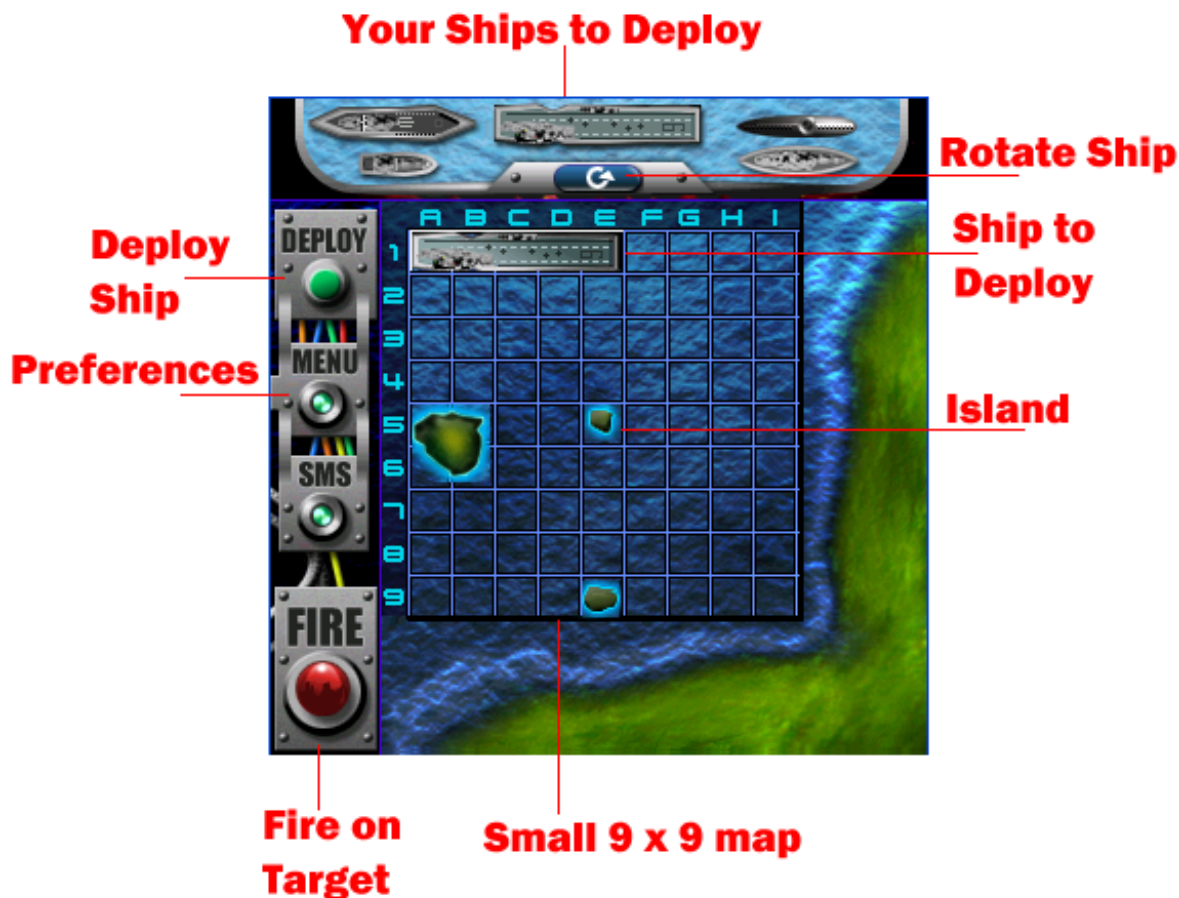 Your Ships to Deploy
Rotate Ship
A B C D E F G H I
DEPLOY
Deploy
Ship
1
Ship to
Deploy
2
3
MENU
Preferences
4
5
Island
6
SMS
7
8
9
FIRE
Fire on
Target
Small 9 x 9 map